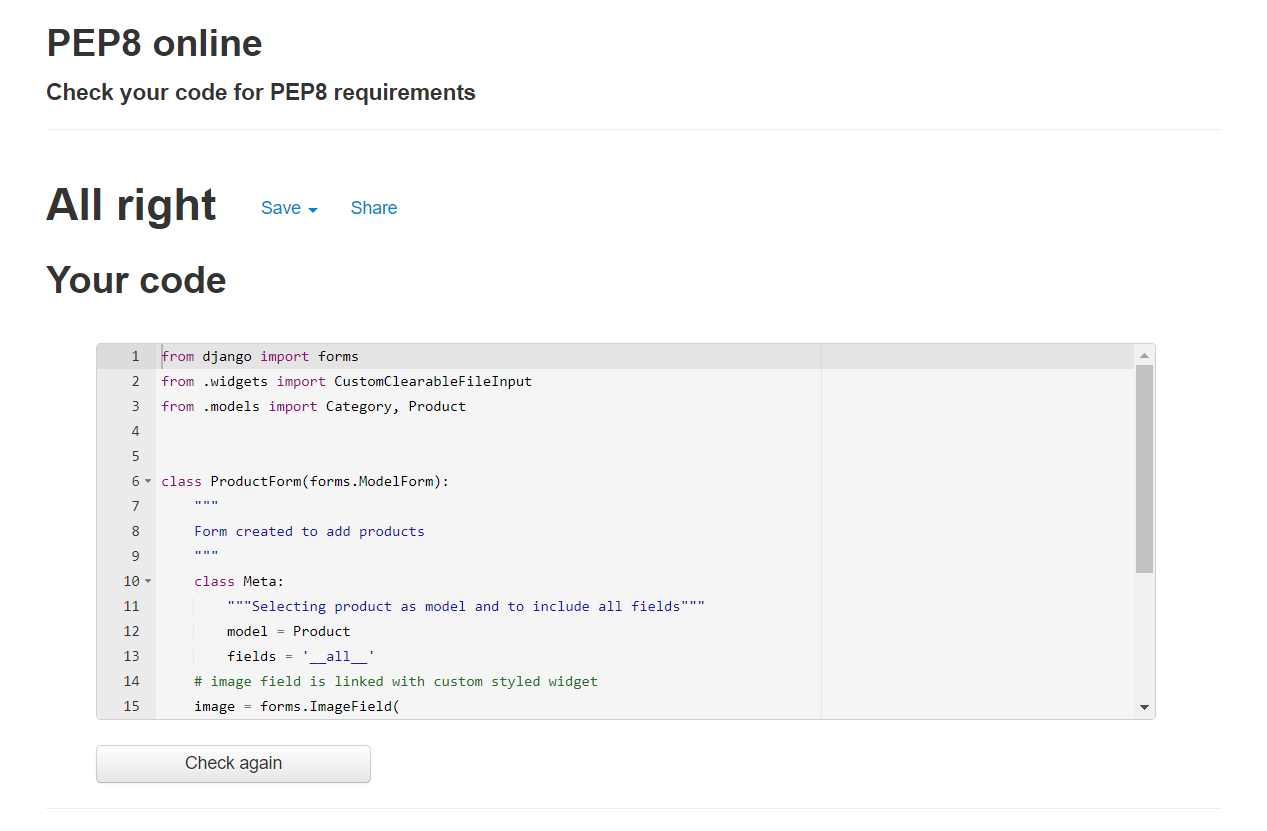 PEP8 online
Check your code for PEP8 requirements
All right Save Share
Your code
1 from django import forms
2 from .widgets import CustomClearableFileInput
3 from .models import Category, Product
4
5
6 class ProductForm(forms.ModelForm):
7 """
8 Form created to add products
9 """
10 class Meta:
11 """Selecting product as model and to include all fields"""
12 model = Product
13 fields = '__all__'
14 # image field is linked with custom styled widget
15 image = forms.ImageField(
Check again